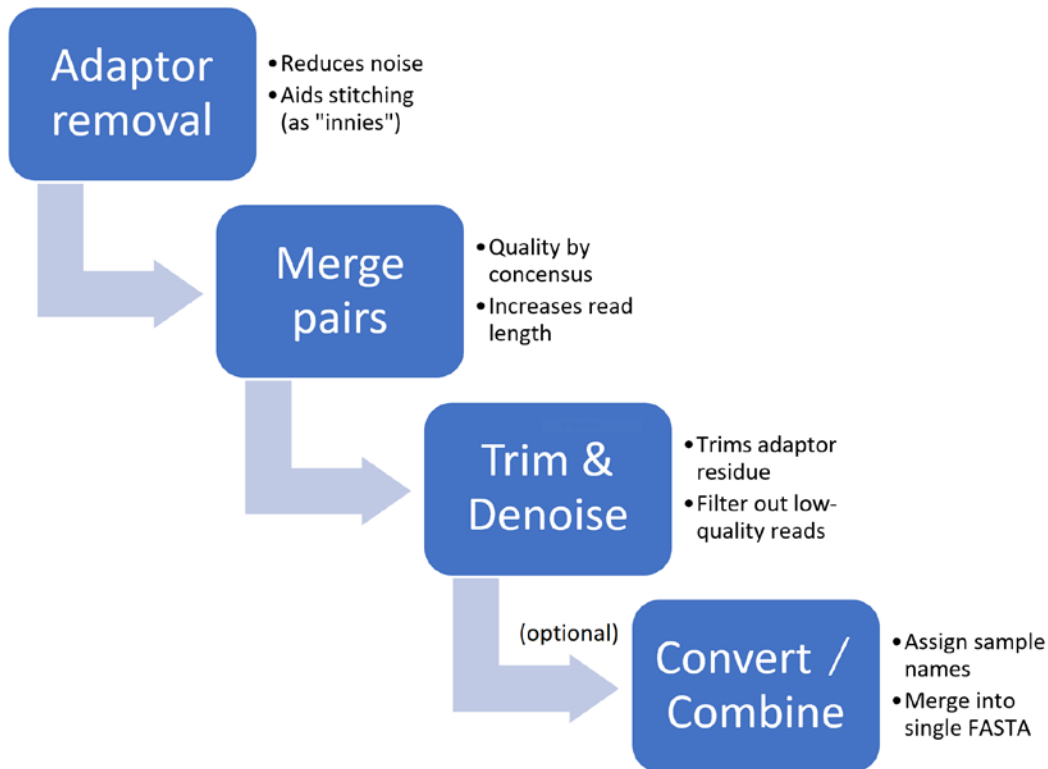 Adaptor
removal
•Reduces noise
•Aids stitching
(as "innies")
Merge
pairs
•Quality by
concensus
•Increases read
length
Trim &
Denoise
•Trims adaptor
residue
•Filter out low-
quality reads
(optional)
Convert /
Combine
•Assign sample
names
•Merge into
single FASTA